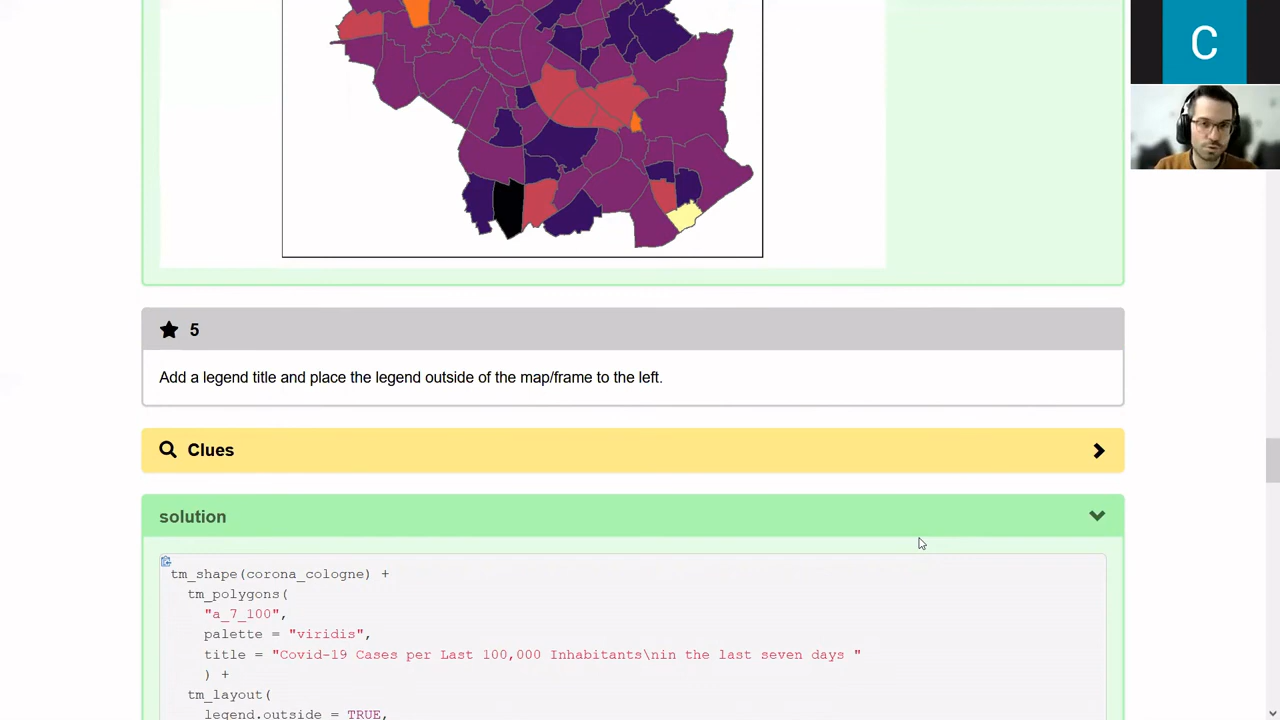 C
5
Add a legend title and place the legend outside of the map/frame to the left.
Clues
solution
tm_shape(corona_cologne) +
tm_polygons(
"a_7_100",
palette = "viridis",
title = "Covid-19 Cases per Last 100,000 Inhabitants\nin the last seven days "
) +
tm_layout(
legend.outside = TRUE,